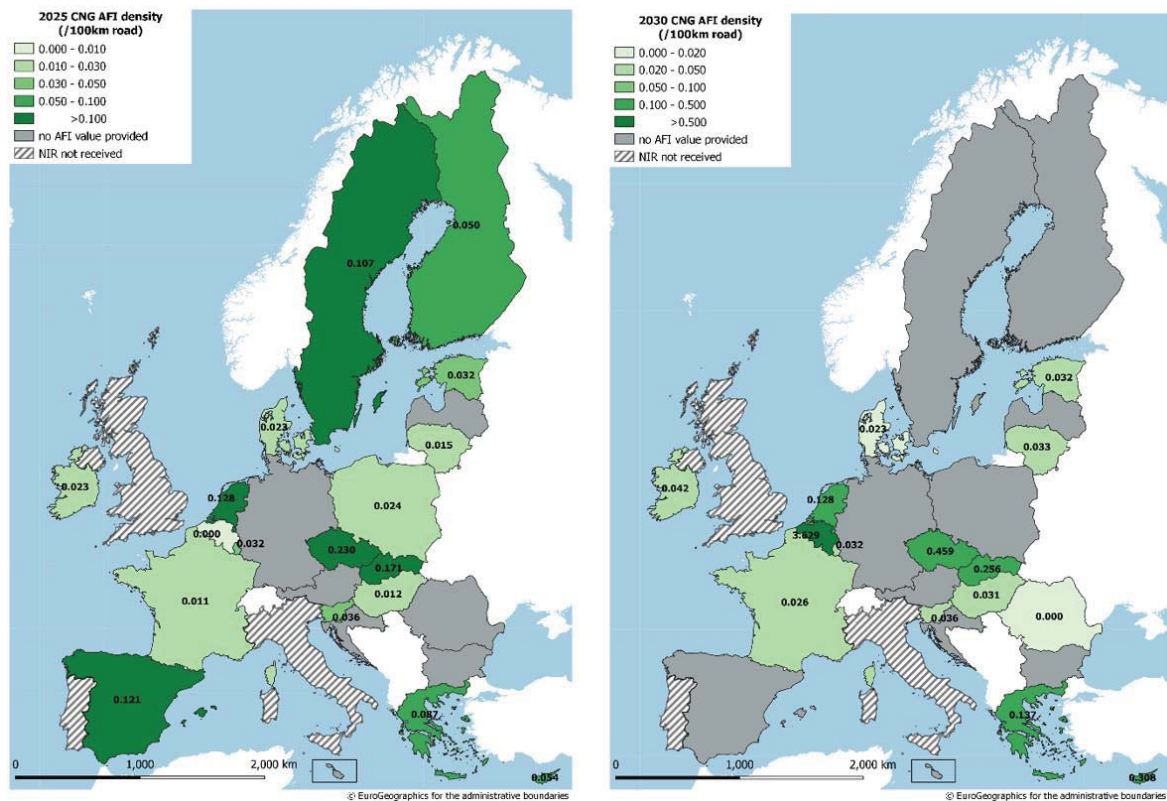 2025 CNG AFI density
(/100km road)
0.000 - 0.010
0.010 - 0.030
0.030 - 0.050
0.050 - 0.100
>0.100
no AFI value provided
NIR not received
0.050
0.107
0.032
0.023
0.015
0.023
0.128
0.024
0.000
0.032
0.230
0.171
0.012
0.011
0.036
0.121
0.087
0.054
1,000
2,000 km
© EuroGeographics for the administrative boundaries
2030 CNG AFI density
(/100km road)
0.000 - 0.020
0.020 - 0.050
0.050 - 0.100
0.100 - 0.500
>0.500
no AFI value provided
NIR not received
0.032
0.023
0.033
0.042
0.128
3.629
0.032
0.459
0.256
0.031
0.026
0.036
0.000
0.137
0.308
1,000
2,000 km
© EuroGeographics for the administrative boundaries